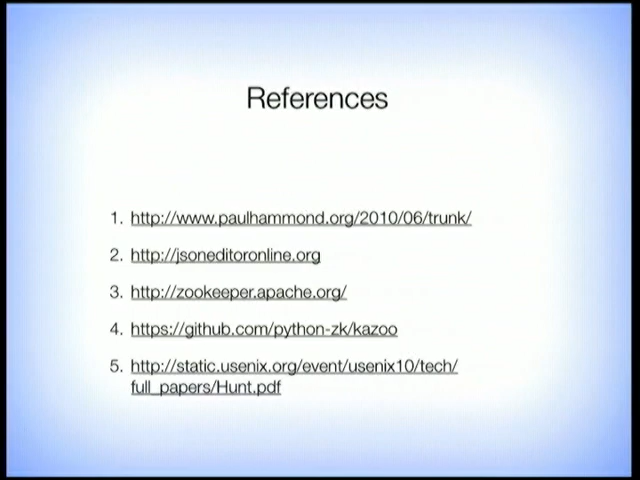 References
1. http://www.paulhammond.org/2010/06/trunk/
2. http://jsoneditoronline.org
3. http://zookeeper.apache.org/
4. https://github.com/python-zk/kazoo
5. http://static.usenix.org/event/usenix10/tech/
full_papers/Hunt.pdf